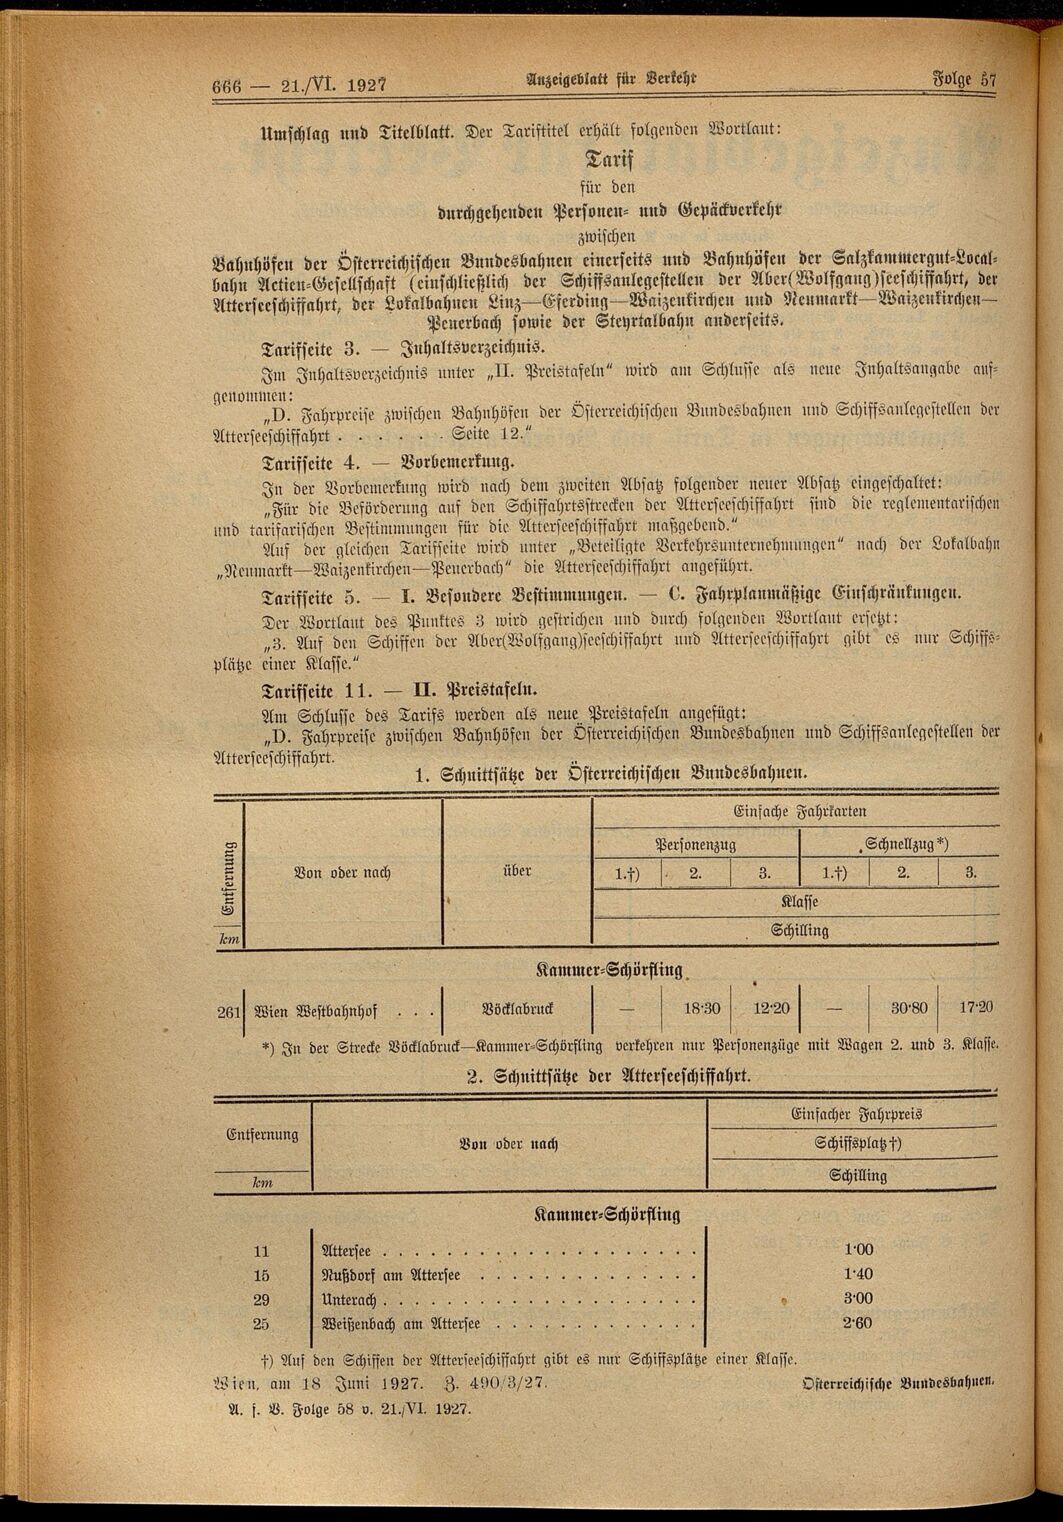 666 — 21./VI. 1927 Anzeigeblatt für Verkehr Folge 57
Umschlag und Titelblatt. Der Tariftitel erhält folgenden Wortlaut:
Tarif
für den
durchgehenden Personen- und Gepäckverkehr
zwischen
Bahnhöfen der Österreichischen Bundesbahnen einerseits und Bahnhöfen der Salzkammergut-Local-
bahn Actien-Gesellschaft (einschließlich der Schiffsanlegestellen der Aber(Wolfgang)seeschiffahrt, der
Atterseeschiffahrt, der Lokalbahnen Linz—Eferding—Waizenkirchen und Neumarkt—Waizenkirchen—
Peuerbach sowie der Steyrtalbahn anderseits.
Tarifseite 3. — Inhaltsverzeichnis.
Im Inhaltsverzeichnis unter „II. Preistafeln“ wird am Schlusse als neue Inhaltsangabe auf-
genommen:
„D. Fahrpreise zwischen Bahnhöfen der Österreichischen Bundesbahnen und Schiffsanlegestellen der
Atterseeschiffahrt . . . . . . Seite 12.“
Tarifseite 4. — Vorbemerkung.
In der Vorbemerkung wird nach dem zweiten Absatz folgender neuer Absatz eingeschaltet:
„Für die Beförderung auf den Schiffahrtsstrecken der Atterseeschiffahrt sind die reglementarischen
und tarifarischen Bestimmungen für die Atterseeschiffahrt maßgebend.“
Auf der gleichen Tarifseite wird unter „Beteiligte Verkehrsunternehmungen“ nach der Lokalbahn
„Neumarkt—Waizenkirchen—Peuerbach“ die Atterseeschiffahrt angeführt.
Tarifseite 5. — I. Besondere Bestimmungen. — C. Fahrplanmäßige Einschränkungen.
Der Wortlaut des Punktes 3 wird gestrichen und durch folgenden Wortlaut ersetzt:
„3. Auf den Schiffen der Aber(Wolfgang)seeschiffahrt und Atterseeschiffahrt gibt es nur Schiffs-
plätze einer Klasse.“
Tarifseite 11. — II. Preistafeln.
Am Schlusse des Tarifs werden als neue Preistafeln angefügt:
„D. Fahrpreise zwischen Bahnhöfen der Österreichischen Bundesbahnen und Schiffsanlegestellen der
Atterseeschiffahrt.
1. Schnittsätze der Österreichischen Bundesbahnen.
Entfernung Von oder nach über Einfache Fahrkarten
Personenzug Schnellzug*)
1.†) 2. 3. 1.†) 2. 3.
Klasse
km Schilling
Kammer-Schörfling
261 Wien Westbahnhof . . . Vöcklabruck — 18·30 12·20 — 30·80 17·20
*) In der Strecke Vöcklabruck—Kammer-Schörfling verkehren nur Personenzüge mit Wagen 2. und 3. Klasse.
2. Schnittsätze der Atterseeschiffahrt.
Entfernung Von oder nach Einfacher Fahrpreis
Schiffsplatz†)
km Schilling
Kammer-Schörfling
11 Attersee . . . . . . . . . . . . . . . . 1·00
15 Nußdorf am Attersee . . . . . . . . . . . . 1·40
29 Unterach . . . . . . . . . . . . . . . . 3·00
25 Weißenbach am Attersee . . . . . . . . . . . 2·60
†) Auf den Schiffen der Atterseeschiffahrt gibt es nur Schiffsplätze einer Klasse.
Wien, am 18 Juni 1927. Z. 490/3/27. Österreichische Bundesbahnen.
A. f. V. Folge 58 v. 21./VI. 1927.